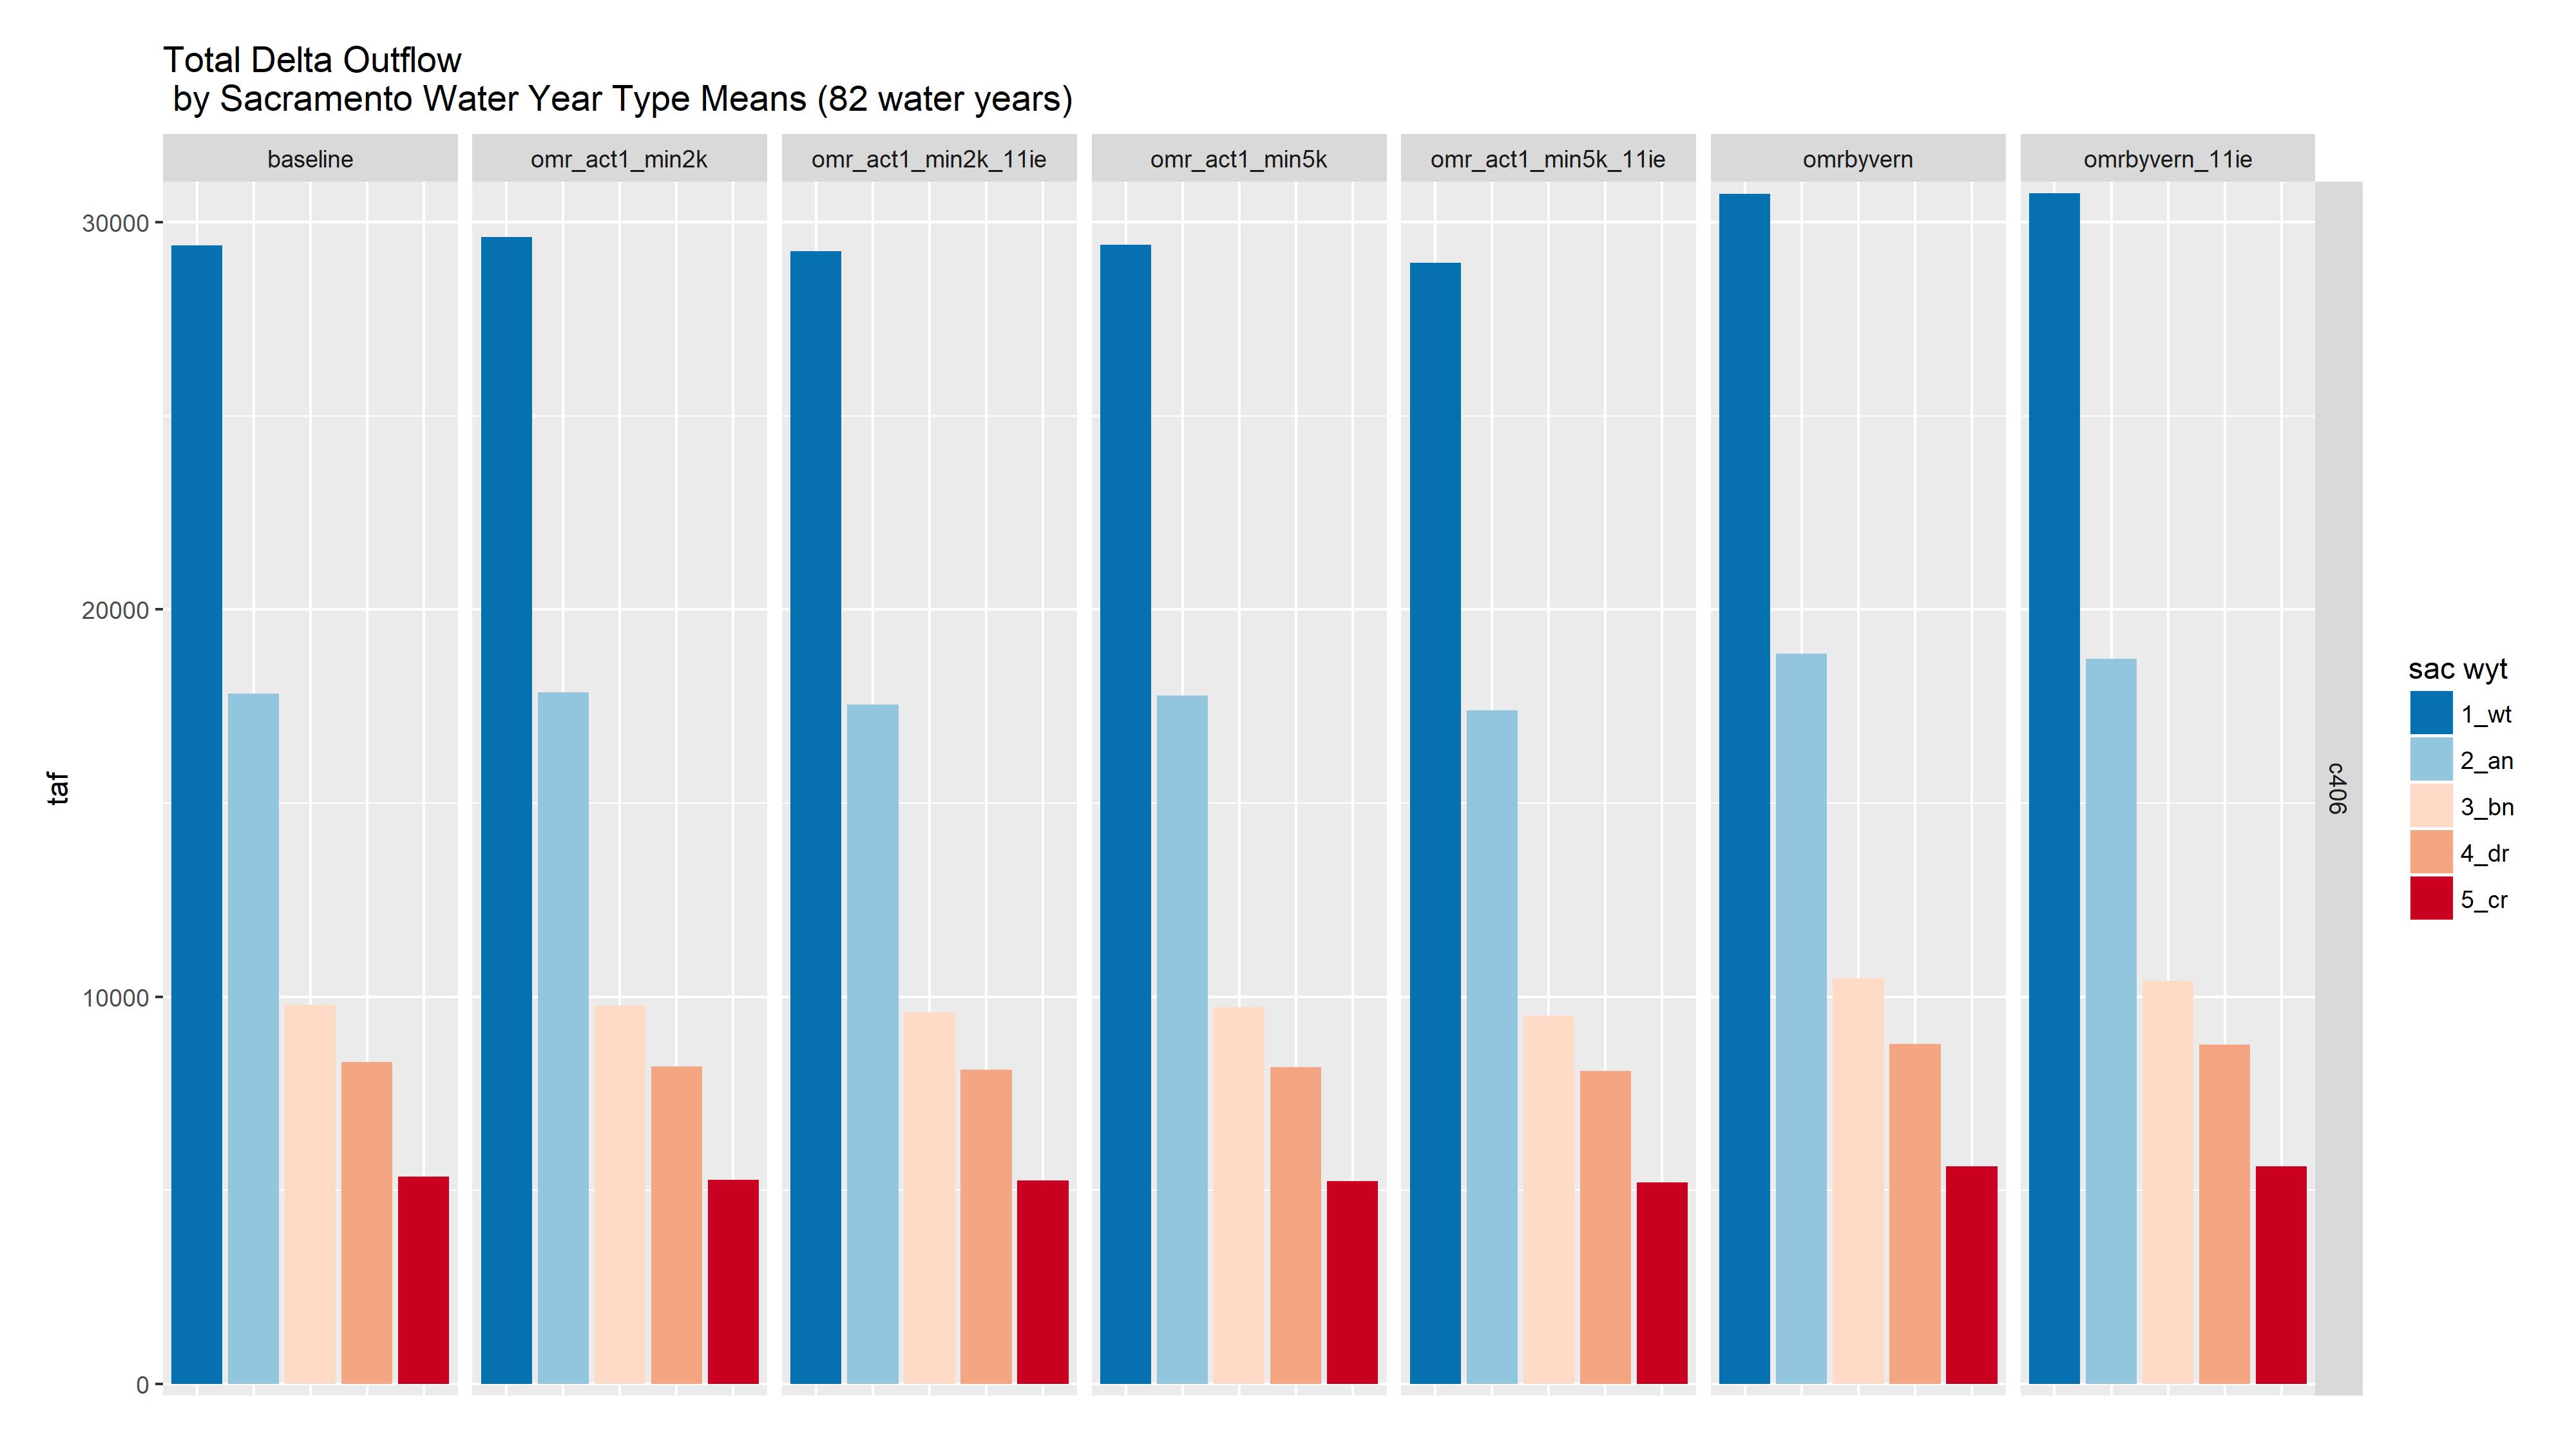 Total Delta Outflow
by Sacramento Water Year Type Means (82 water years)
baseline
omr_act1_min2k
omr_act1_min2k_11ie
omr_act1_min5k
omr_act1_min5k_11ie
omrbyvern
omrbyvern_11ie
30000
20000
10000
0
taf
c406
sac wyt
1_wt
2_an
3_bn
4_dr
5_cr